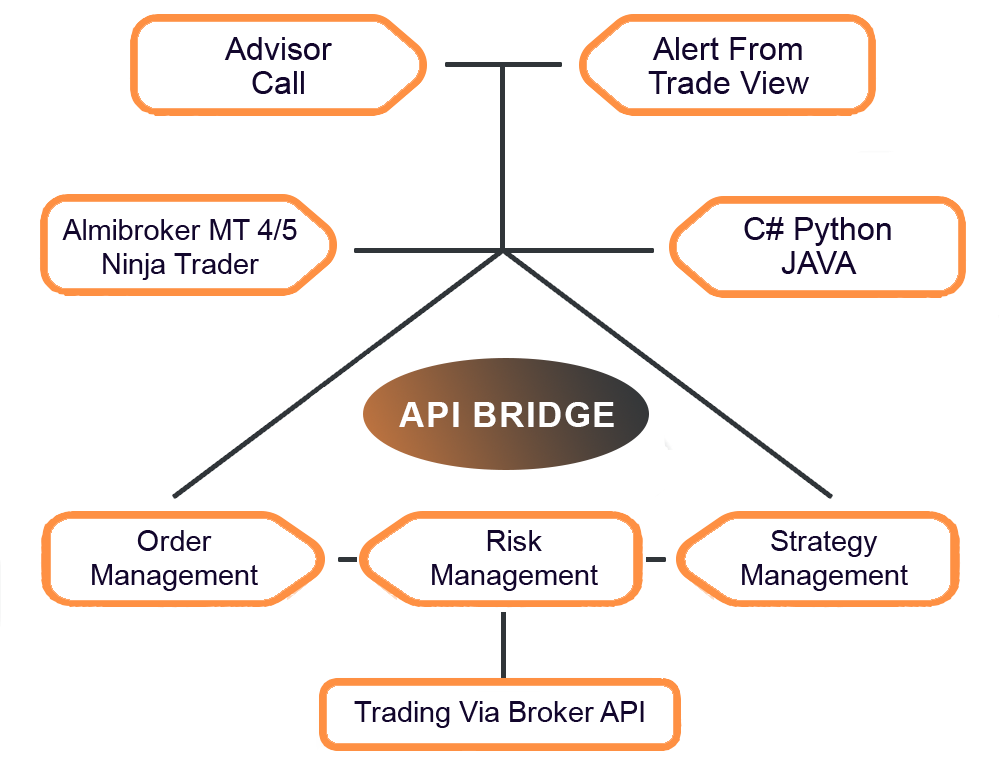 Advisor
Call
Alert From
Trade View
Almibroker MT 4/5
Ninja Trader
C# Python
JAVA
API BRIDGE
Order
Management
Risk
Management
Strategy
Management
Trading Via Broker API